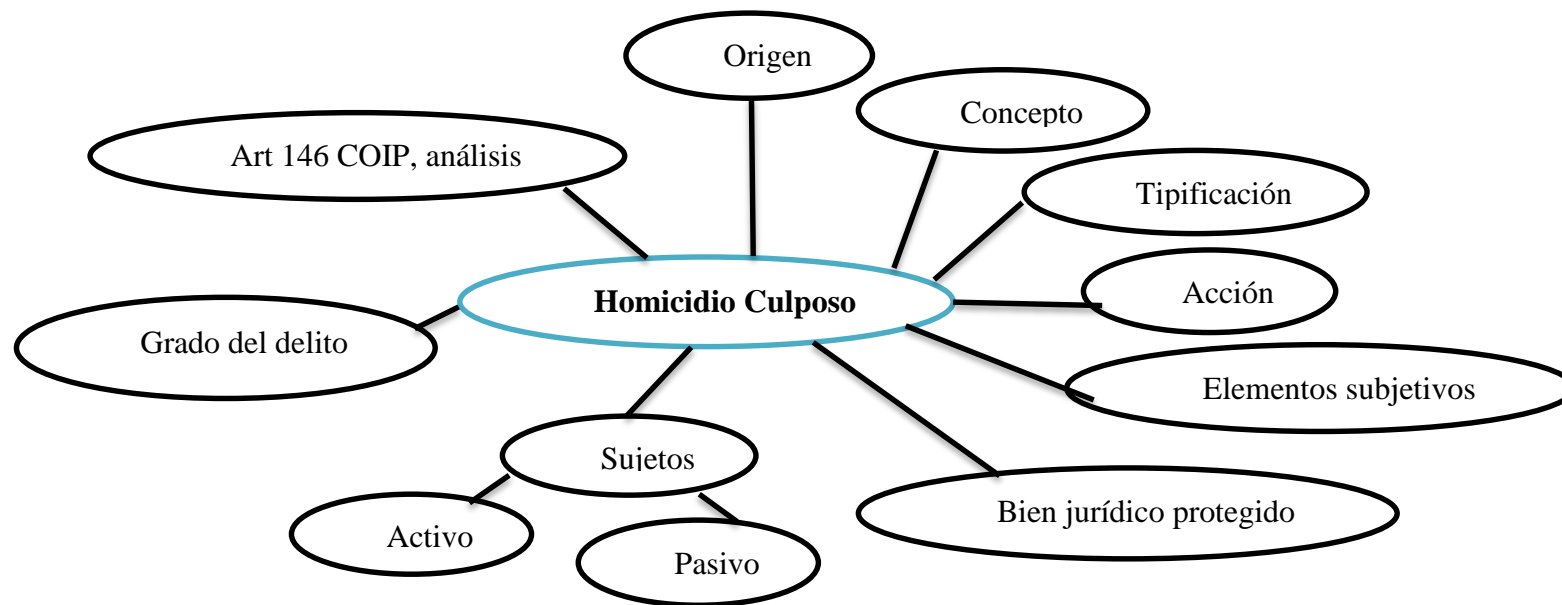 Origen
Concepto
Art 146 COIP, análisis
Tipificación
Acción
Homicidio Culposo
Grado del delito
Elementos subjetivos
Sujetos
Bien jurídico protegido
Activo
Pasivo